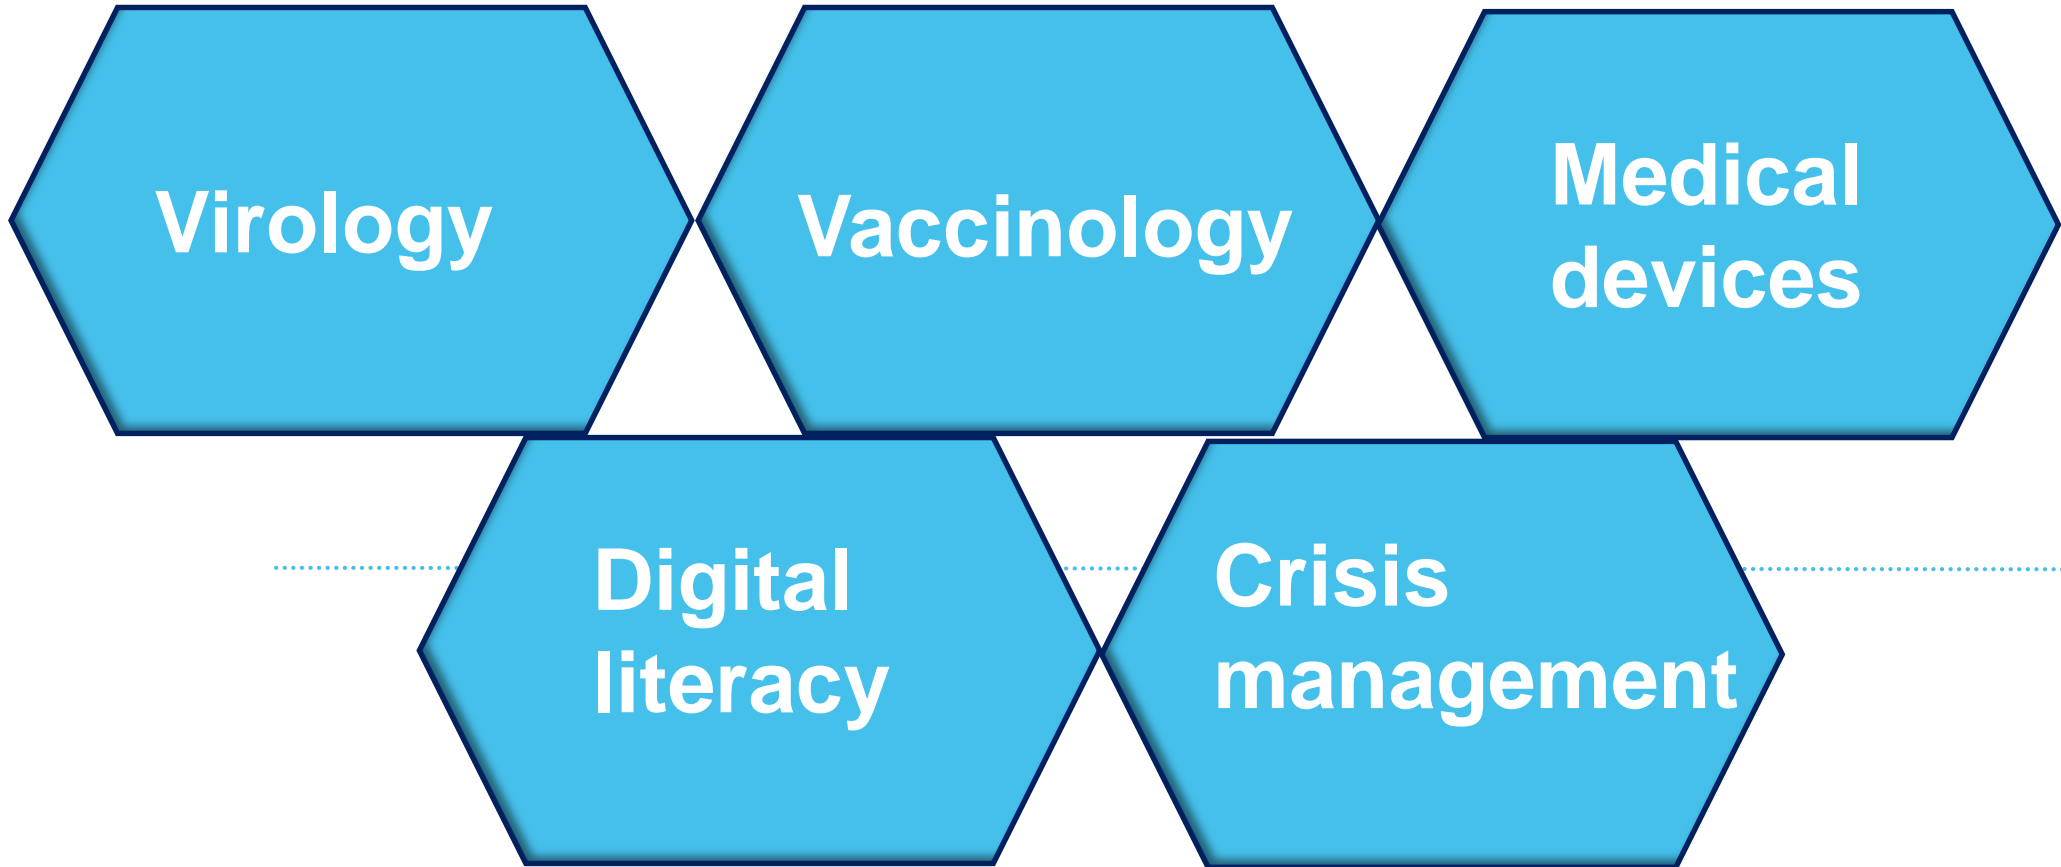 Virology
Vaccinology
Medical
devices
Digital
literacy
Crisis
management